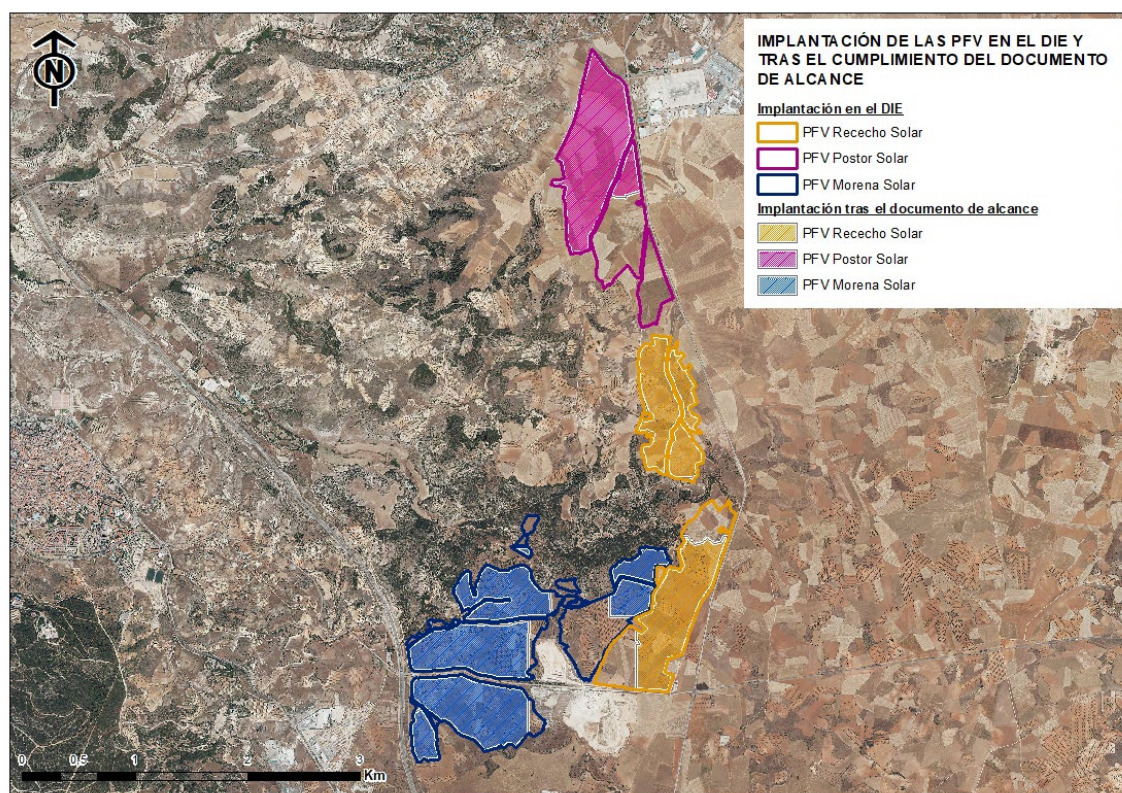 N
IMPLANTACIÓN DE LAS PFV EN EL DIE Y
TRAS EL CUMPLIMIENTO DEL DOCUMENTO
DE ALCANCE
Implantación en el DIE
PFV Rececho Solar
PFV Postor Solar
PFV Morena Solar
Implantación tras el documento de alcance
PFV Rececho Solar
PFV Postor Solar
PFV Morena Solar
0 0,5 1 2 3
Km